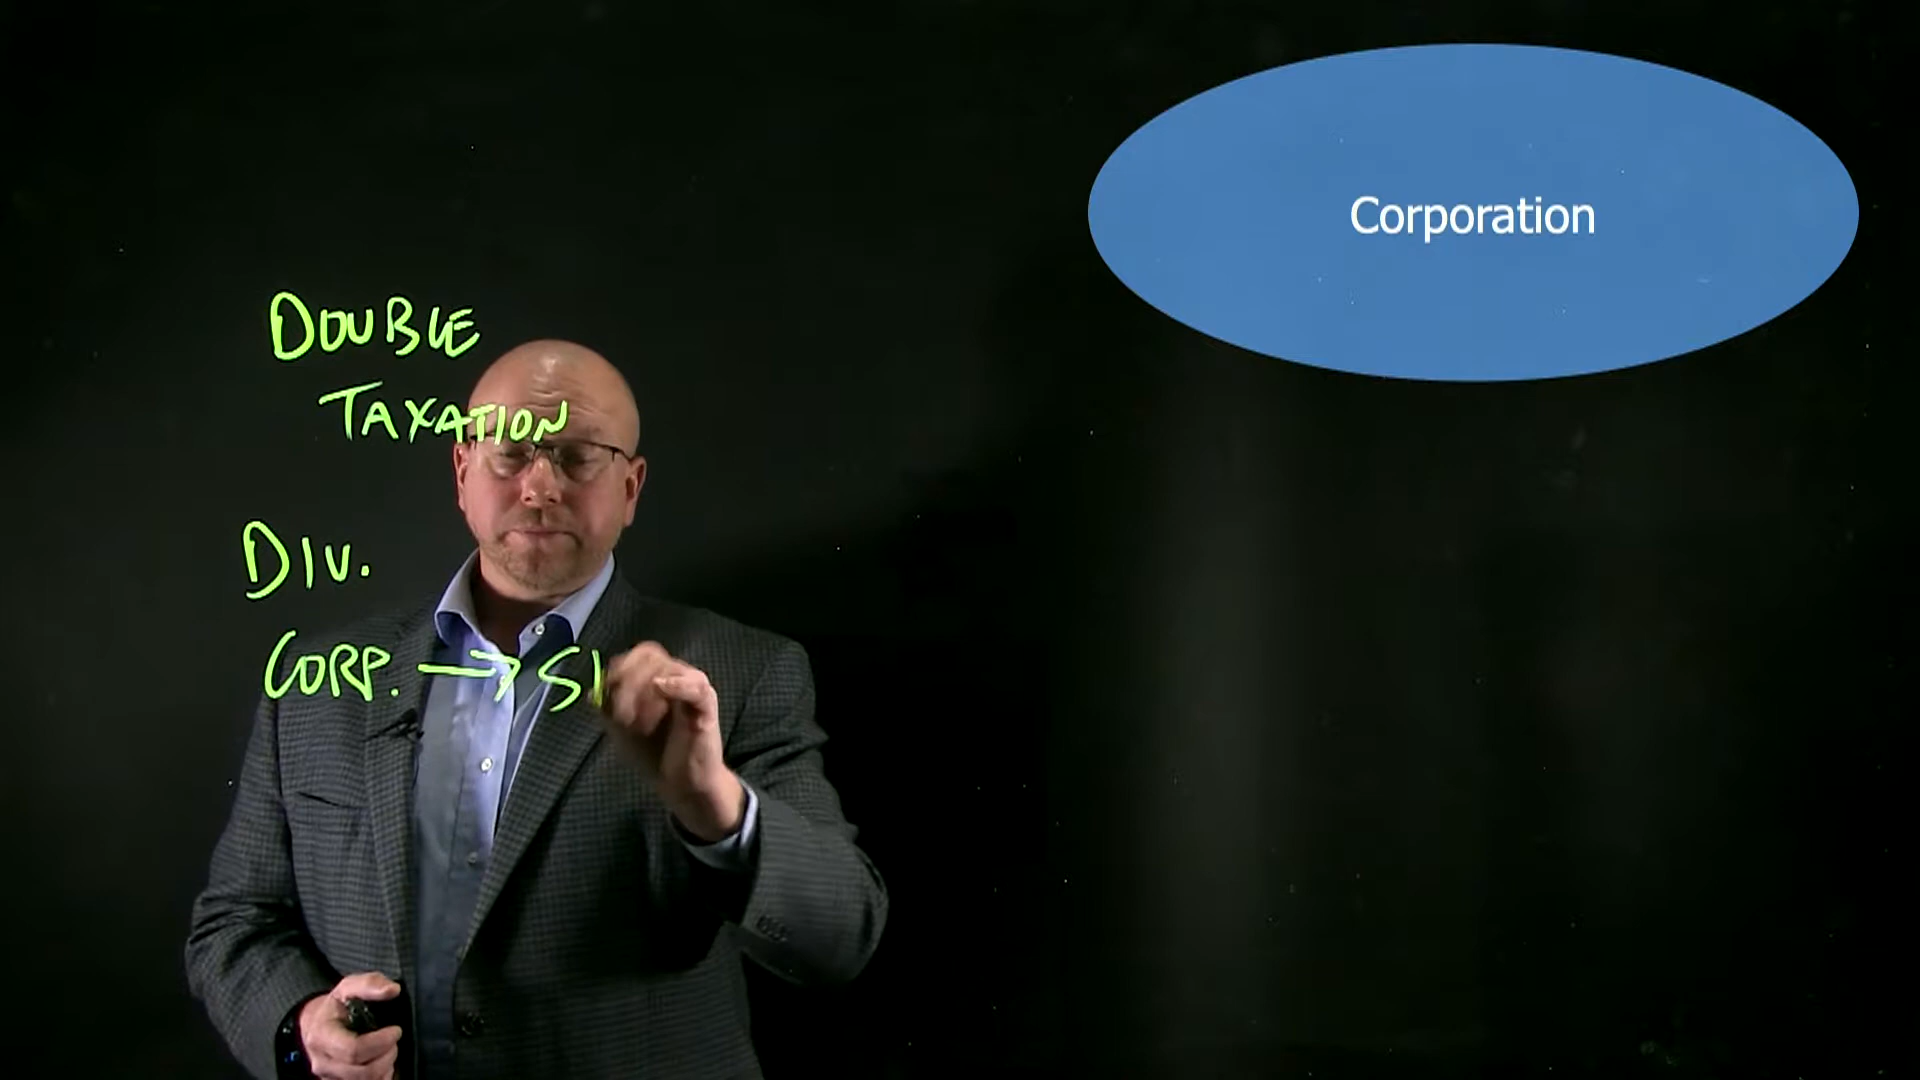 Corporation
DOUBLE
TAXATION
DIV.
CORP. → S